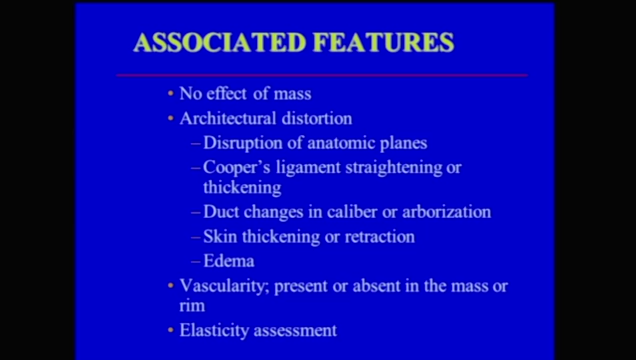 ASSOCIATED FEATURES
• No effect of mass
• Architectural distortion
– Disruption of anatomic planes
– Cooper's ligament straightening or
thickening
– Duct changes in caliber or arborization
– Skin thickening or retraction
– Edema
• Vascularity; present or absent in the mass or
rim
• Elasticity assessment